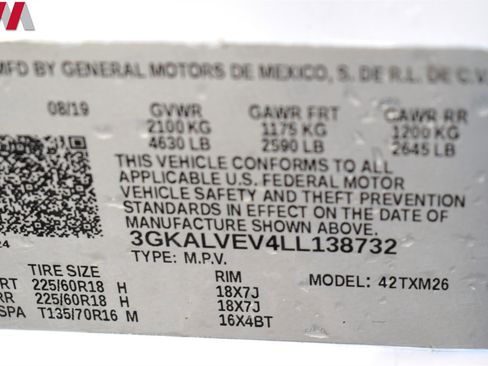 MFD BY GENERAL MOTORS DE MEXICO, S. DE R.L. DE C.V
08/19 GVWR GAWR FRT GAWR RR
2100 KG 1175 KG 1200 KG
4630 LB 2590 LB 2645 LB
THIS VEHICLE CONFORMS TO ALL
APPLICABLE U.S. FEDERAL MOTOR
VEHICLE SAFETY AND THEFT PREVENTION
STANDARDS IN EFFECT ON THE DATE OF
MANUFACTURE SHOWN ABOVE.
3GKALVEV4LL138732
24 TYPE: M.P.V.
TIRE SIZE RIM MODEL: 42TXM26
RT 225/60R18 H 18X7J
RR 225/60R18 H 18X7J
SPA T135/70R16 M 16X4BT